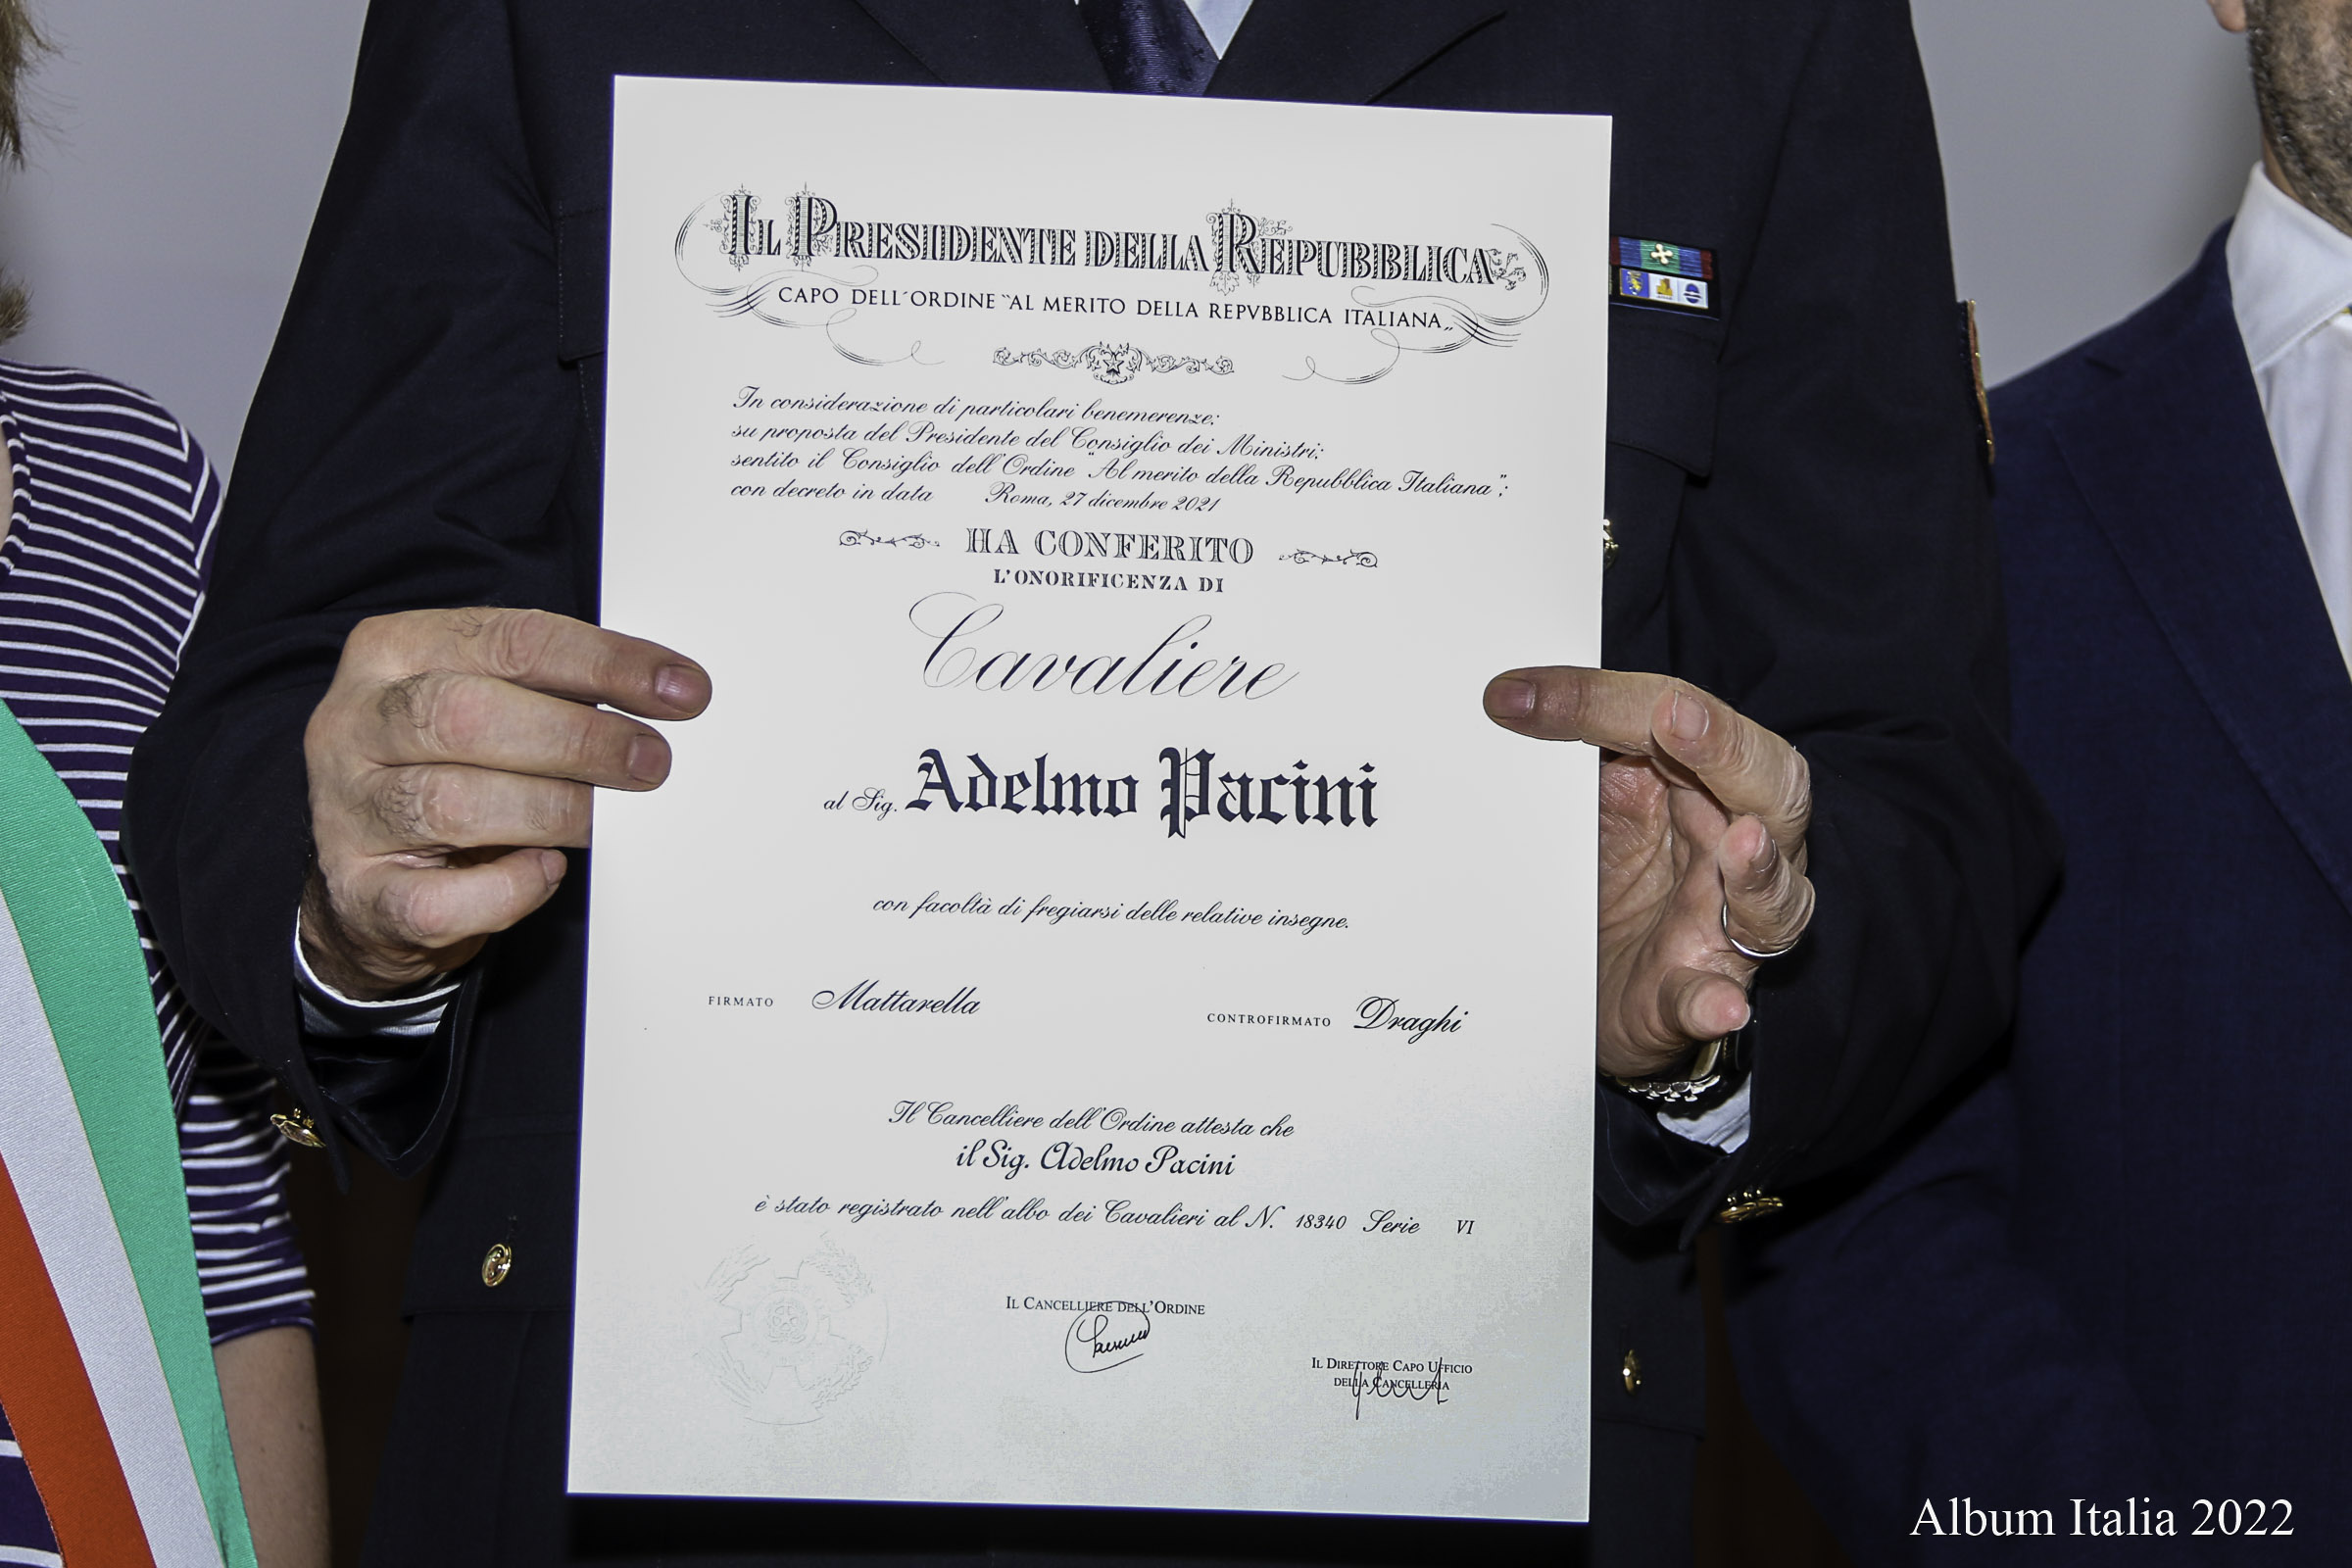 IL PRESIDENTE DELLA REPUBBLICA
CAPO DELL'ORDINE "AL MERITO DELLA REPVBBLICA ITALIANA„
In considerazione di particolari benemerenze;
su proposta del Presidente del Consiglio dei Ministri;
sentito il Consiglio dell'Ordine "Al merito della Repubblica Italiana";
con decreto in data Roma, 27 dicembre 2021
HA CONFERITO
L'ONORIFICENZA DI
Cavaliere
al Sig. Adelmo Pacini
con facoltà di fregiarsi delle relative insegne.
FIRMATO Mattarella CONTROFIRMATO Draghi
Il Cancelliere dell'Ordine attesta che
il Sig. Adelmo Pacini
è stato registrato nell'albo dei Cavalieri al N. 18340 Serie VI
IL CANCELLIERE DELL'ORDINE
IL DIRETTORE CAPO UFFICIO
DELLA CANCELLERIA
Album Italia 2022